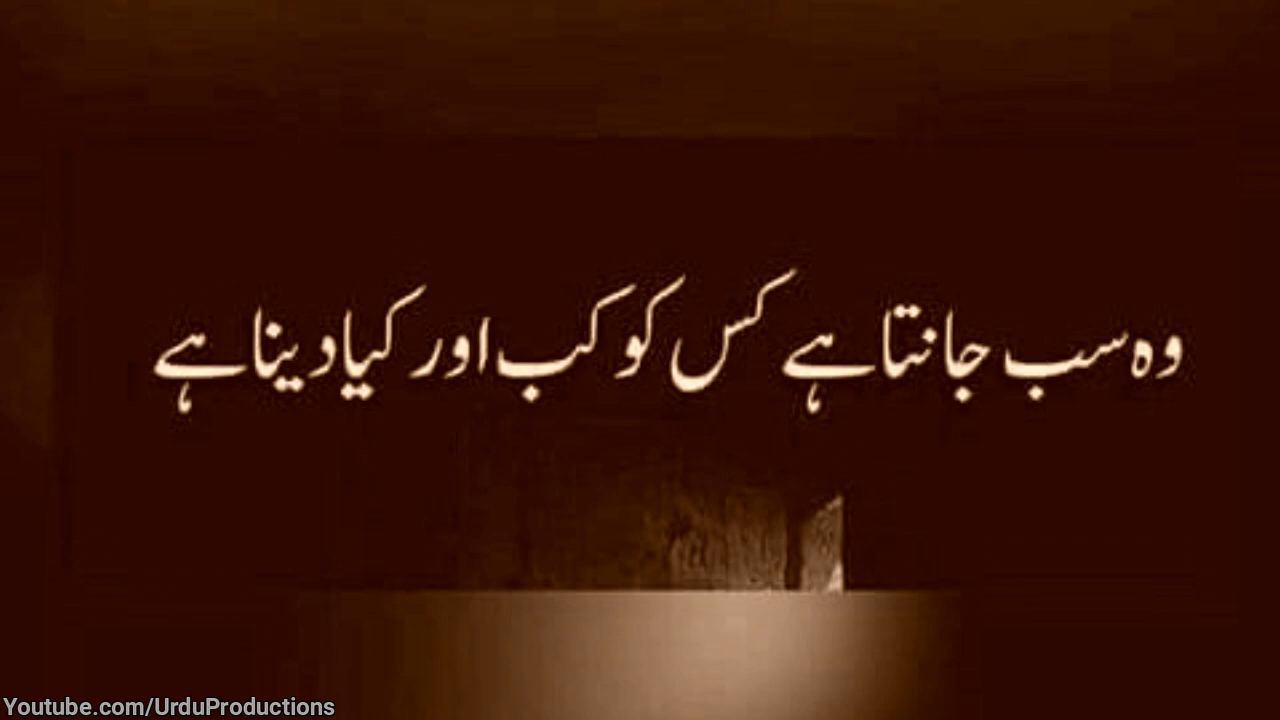 وہ سب جانتا ہے کس کو کب اور کیا دینا ہے
Youtube.com/UrduProductions